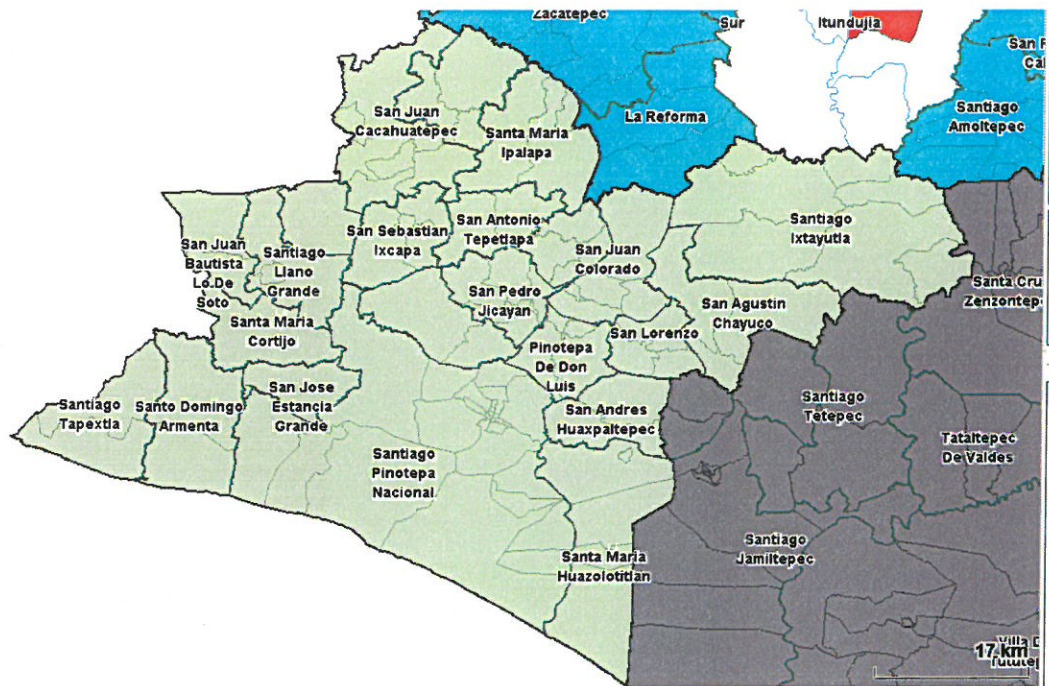 Zacatepec
Sur
Itundujia
San Juan
Cacahuatepec
Santa Maria
Ipalapa
La Reforma
Santiago
Amoltepec
San Juan
Bautista
Lo.De
Soto
Santiago
Llano
Grande
San Sebastian
Ixcapa
San Antonio
Tepetlapa
San Juan
Colorado
Santiago
Ixtayutla
Santa Cru
Zenzontepe
San Pedro
Jicayan
San Agustin
Chayuco
Santa Maria
Cortijo
Pinotepa
De Don
Luis
San Lorenzo
Santiago
Tapextla
Santo Domingo
Armenta
San Jose
Estancia
Grande
San Andres
Huaxpaltepec
Santiago
Tetepec
Tataltepec
De Valdes
Santiago
Pinotepa
Nacional
Santa Maria
Huazolotitlan
Santiago
Jamiltepec
17 km